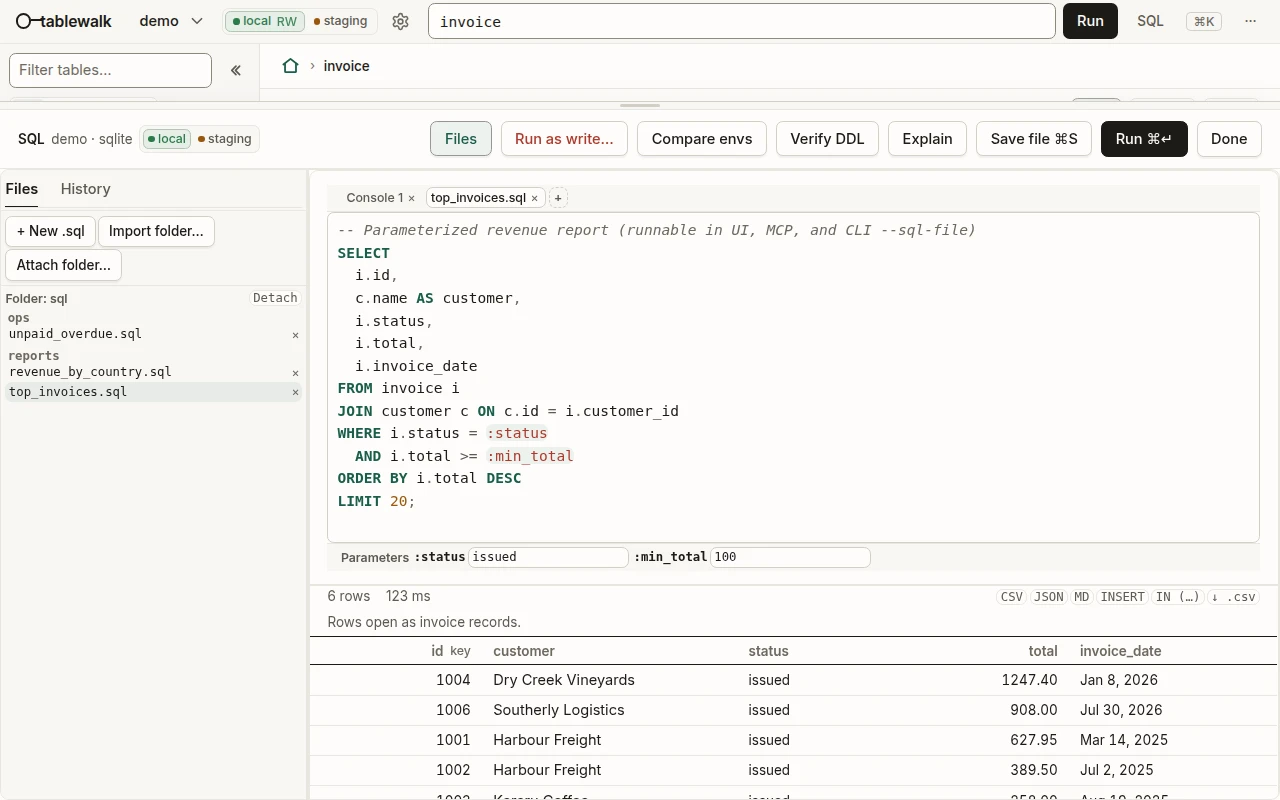 tablewalk demo local RW staging invoice Run SQL ⌘K ···
Filter tables... « › invoice
SQL demo · sqlite local staging Files Run as write... Compare envs Verify DDL Explain Save file ⌘S Run ⌘↵ Done
Files History
+ New .sql Import folder...
Attach folder...
Folder: sql Detach
ops
unpaid_overdue.sql ×
reports
revenue_by_country.sql ×
top_invoices.sql ×
Console 1 × top_invoices.sql × +
-- Parameterized revenue report (runnable in UI, MCP, and CLI --sql-file)
SELECT
i.id,
c.name AS customer,
i.status,
i.total,
i.invoice_date
FROM invoice i
JOIN customer c ON c.id = i.customer_id
WHERE i.status = :status
AND i.total >= :min_total
ORDER BY i.total DESC
LIMIT 20;
Parameters :status issued :min_total 100
6 rows 123 ms CSV JSON MD INSERT IN (…) ↓ .csv
Rows open as invoice records.
id key customer status total invoice_date
1004 Dry Creek Vineyards issued 1247.40 Jan 8, 2026
1006 Southerly Logistics issued 908.00 Jul 30, 2026
1001 Harbour Freight issued 627.95 Mar 14, 2025
1002 Harbour Freight issued 389.50 Jul 2, 2025
issued